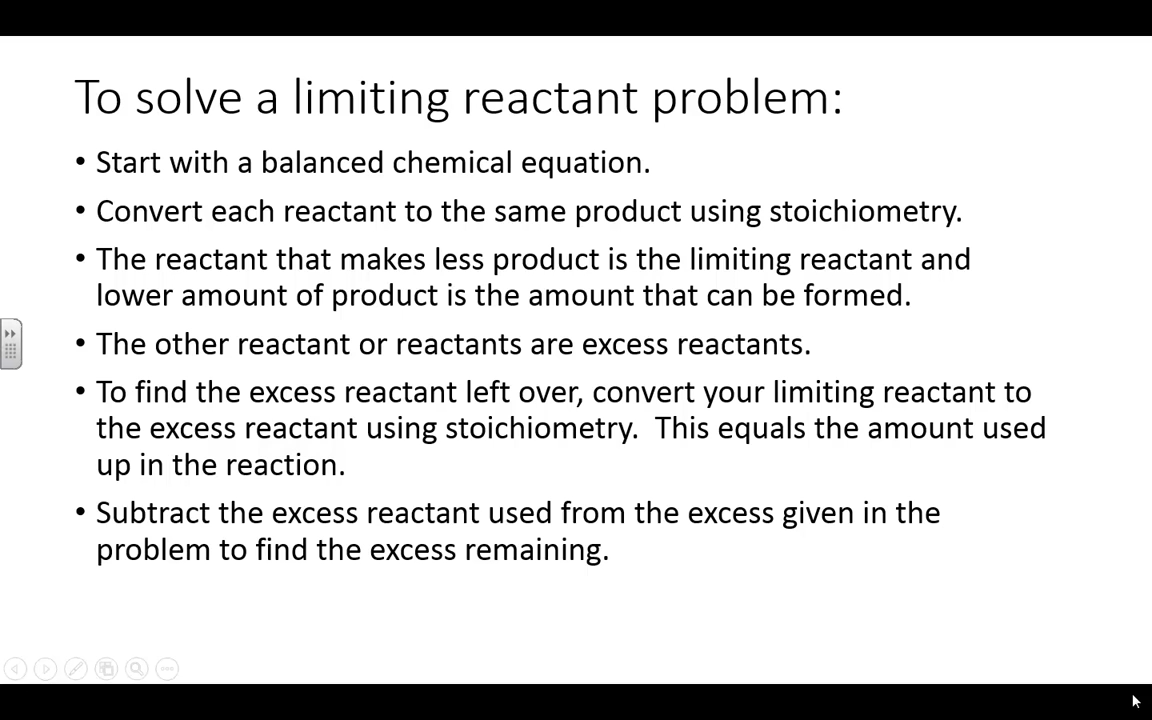 To solve a limiting reactant problem:
• Start with a balanced chemical equation.
• Convert each reactant to the same product using stoichiometry.
• The reactant that makes less product is the limiting reactant and
lower amount of product is the amount that can be formed.
• The other reactant or reactants are excess reactants.
• To find the excess reactant left over, convert your limiting reactant to
the excess reactant using stoichiometry.  This equals the amount used
up in the reaction.
• Subtract the excess reactant used from the excess given in the
problem to find the excess remaining.